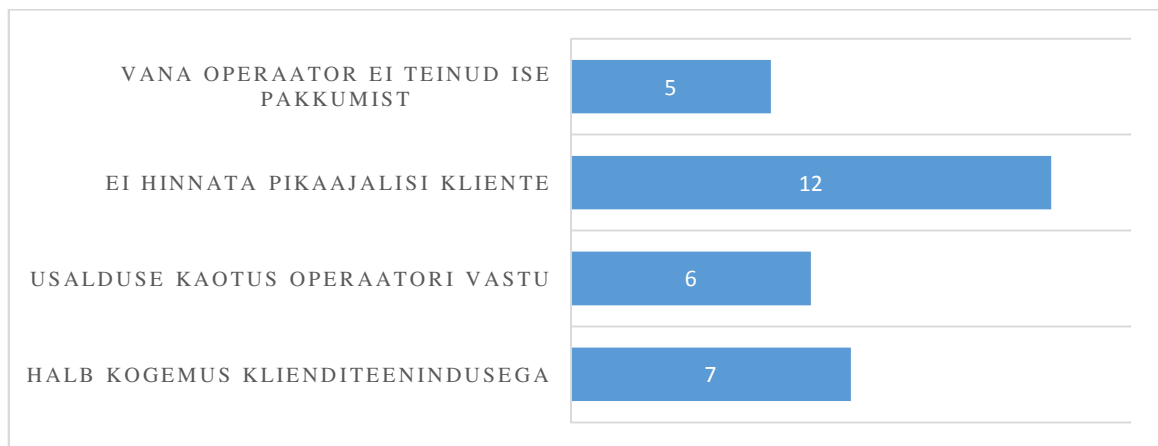 VANA OPERAATOR EI TEINUD ISE
PAKKUMIST
5
EI HINNATA PIKAAJALISI KLIENTE
12
USALDUSE KAOTUS OPERAATORI VASTU
6
HALB KOGEMUS KLIENDITEENINDUSEGA
7